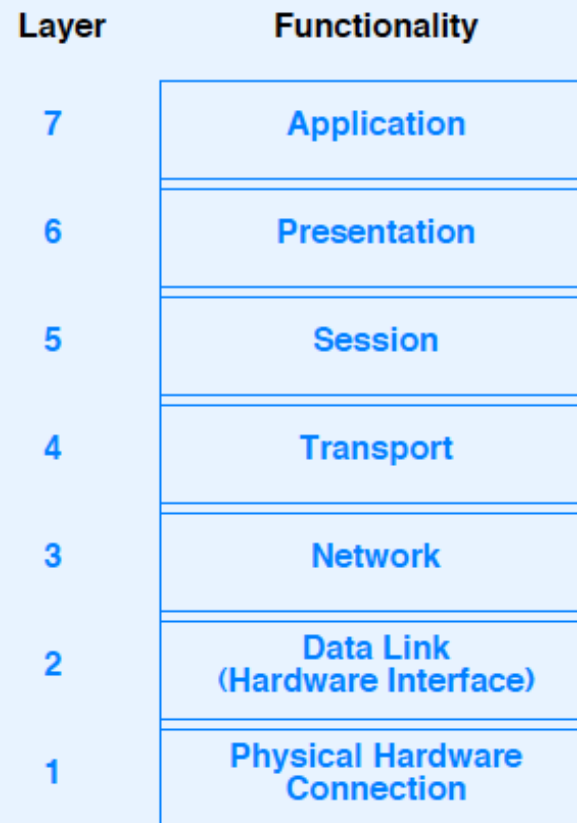 Layer Functionality
7 Application
6 Presentation
5 Session
4 Transport
3 Network
2 Data Link
(Hardware Interface)
1 Physical Hardware
Connection